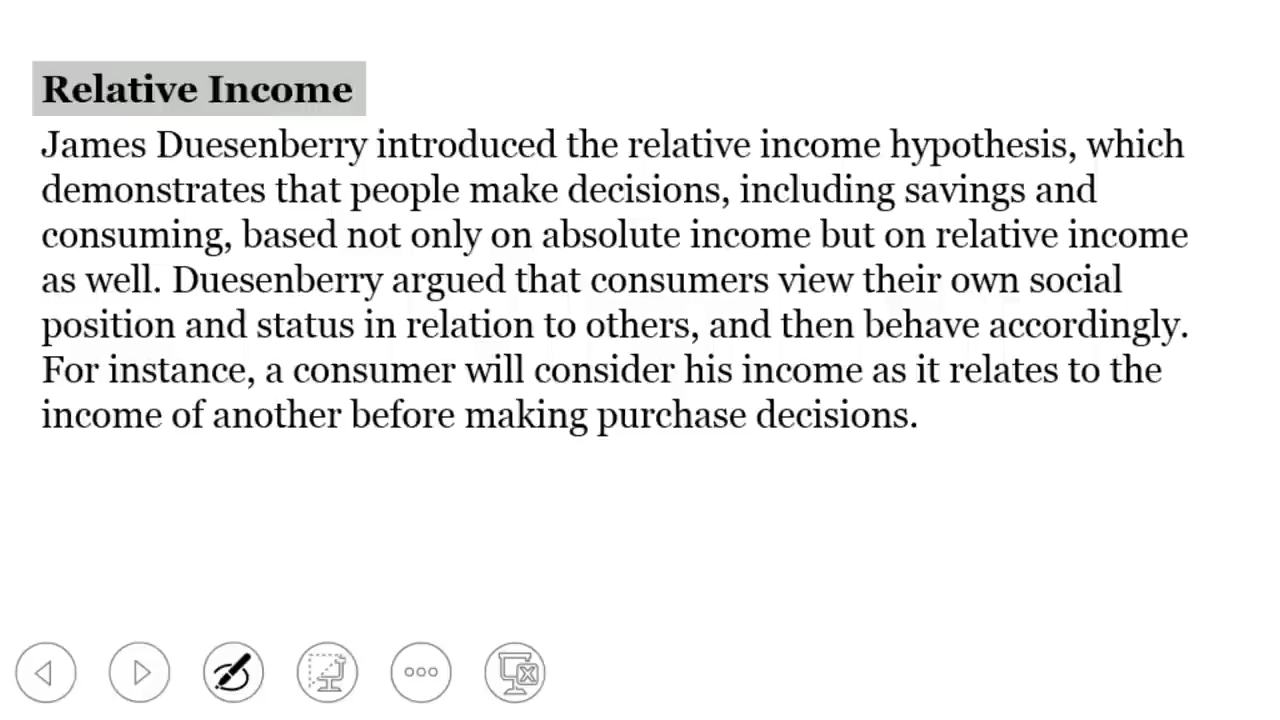 Relative Income
James Duesenberry introduced the relative income hypothesis, which
demonstrates that people make decisions, including savings and
consuming, based not only on absolute income but on relative income
as well. Duesenberry argued that consumers view their own social
position and status in relation to others, and then behave accordingly.
For instance, a consumer will consider his income as it relates to the
income of another before making purchase decisions.